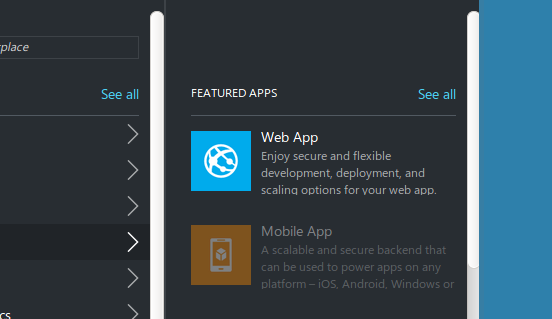 place
See all
cs
FEATURED APPS
See all
Web App
Enjoy secure and flexible
development, deployment, and
scaling options for your web app.
Mobile App
A scalable and secure backend that
can be used to power apps on any
platform – iOS, Android, Windows or